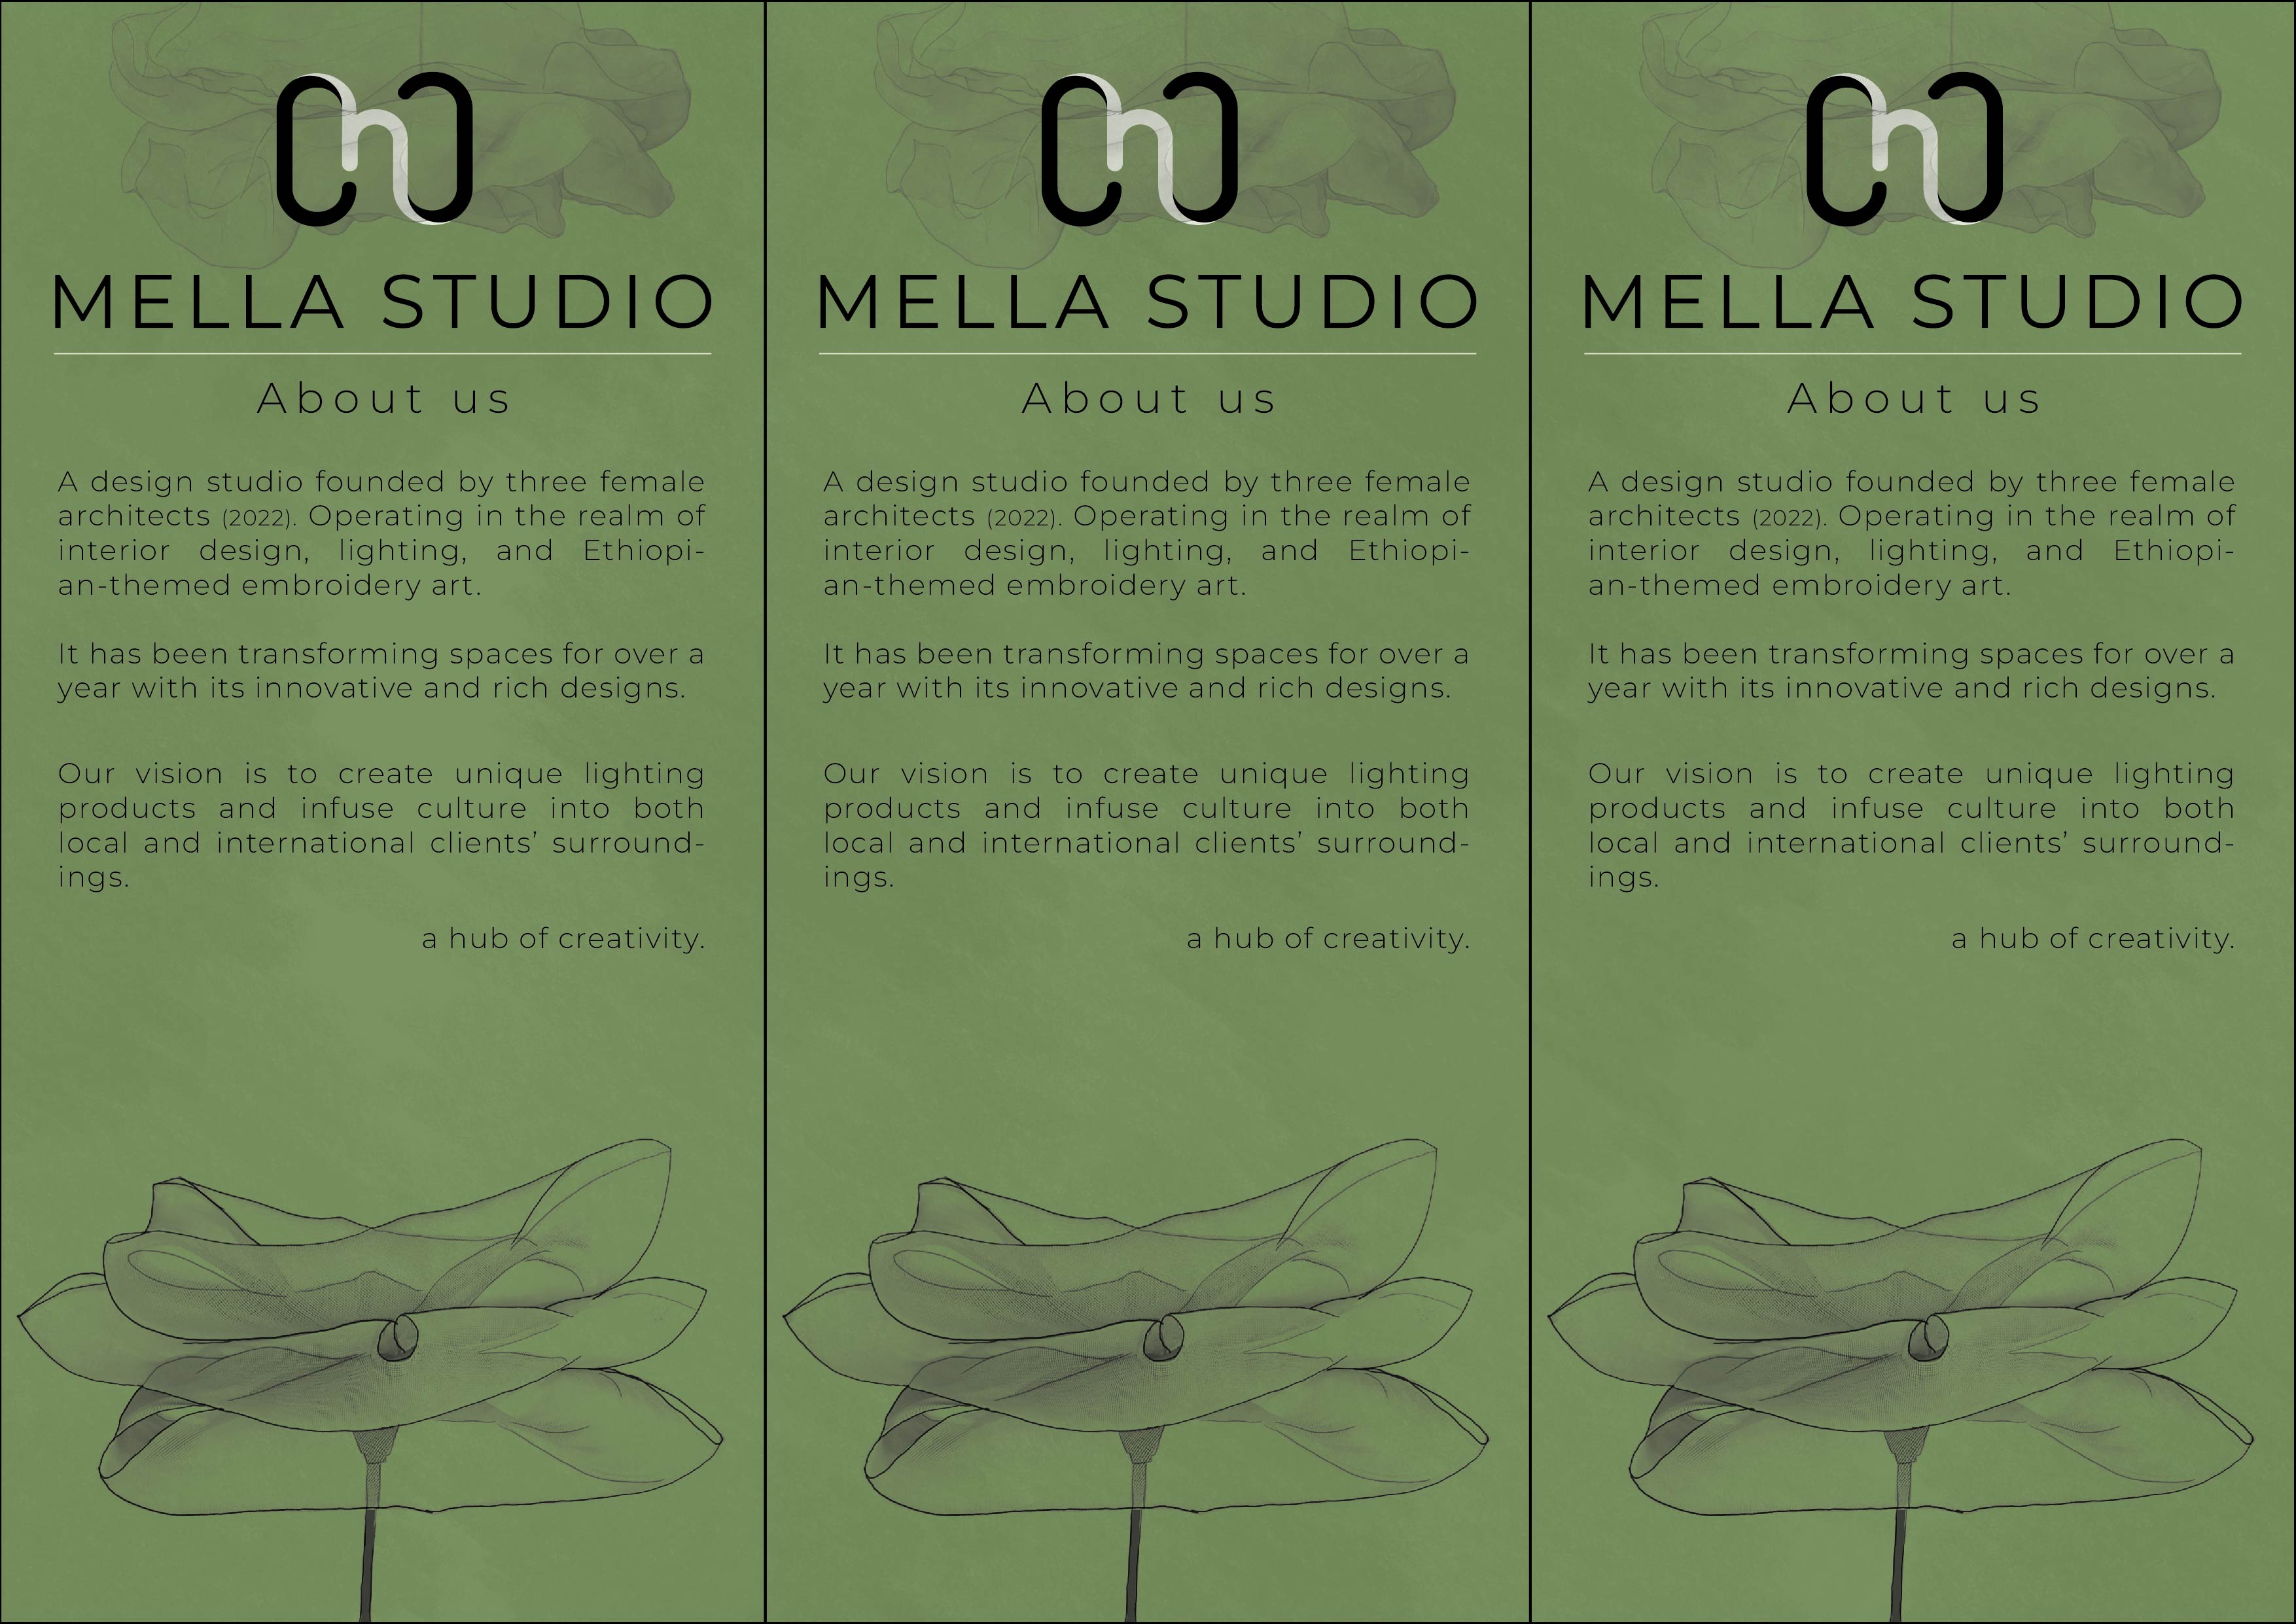 MELLA STUDIO
About us
A design studio founded by three female
architects (2022). Operating in the realm of
interior design, lighting, and Ethiopi-
an-themed embroidery art.
It has been transforming spaces for over a
year with its innovative and rich designs.
Our vision is to create unique lighting
products and infuse culture into both
local and international clients’ surround-
ings.
a hub of creativity.
MELLA STUDIO
About us
A design studio founded by three female
architects (2022). Operating in the realm of
interior design, lighting, and Ethiopi-
an-themed embroidery art.
It has been transforming spaces for over a
year with its innovative and rich designs.
Our vision is to create unique lighting
products and infuse culture into both
local and international clients’ surround-
ings.
a hub of creativity.
MELLA STUDIO
About us
A design studio founded by three female
architects (2022). Operating in the realm of
interior design, lighting, and Ethiopi-
an-themed embroidery art.
It has been transforming spaces for over a
year with its innovative and rich designs.
Our vision is to create unique lighting
products and infuse culture into both
local and international clients’ surround-
ings.
a hub of creativity.